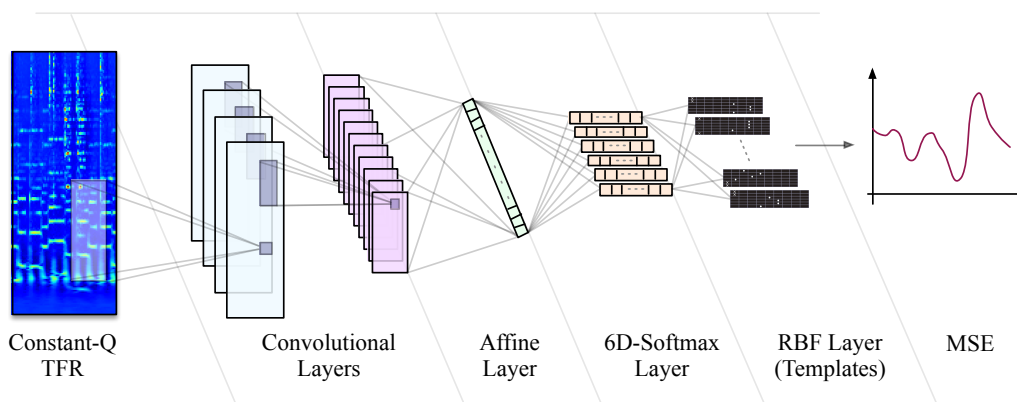 Constant-Q
TFR
Convolutional
Layers
Affine
Layer
6D-Softmax
Layer
RBF Layer
(Templates)
MSE